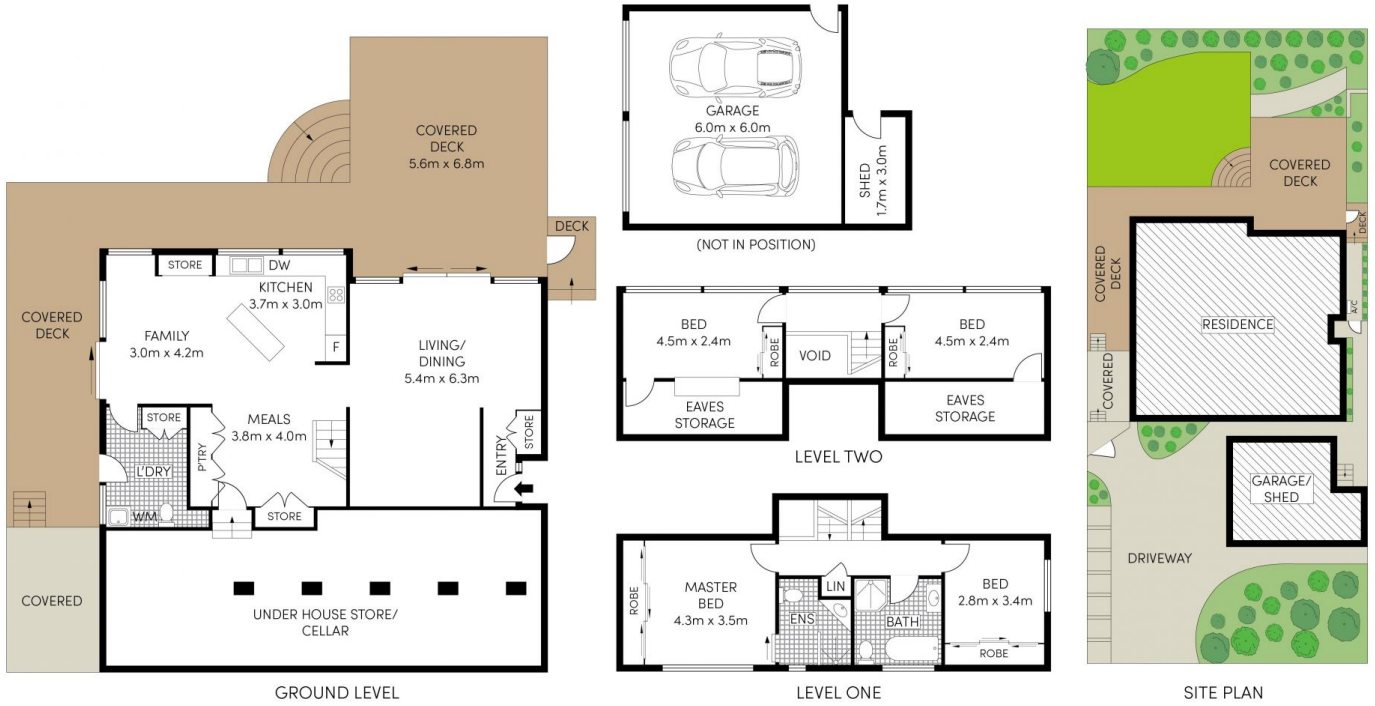 COVERED
DECK
5.6m x 6.8m
DECK
STORE
DW
KITCHEN
3.7m x 3.0m
F
COVERED
DECK
FAMILY
3.0m x 4.2m
LIVING/
DINING
5.4m x 6.3m
STORE
MEALS
3.8m x 4.0m
P'TRY
L'DRY
WM
STORE
ENTRY
STORE
COVERED
UNDER HOUSE STORE/
CELLAR
GROUND LEVEL
GARAGE
6.0m x 6.0m
SHED
1.7m x 3.0m
(NOT IN POSITION)
BED
4.5m x 2.4m
ROBE
VOID
ROBE
BED
4.5m x 2.4m
EAVES
STORAGE
EAVES
STORAGE
LEVEL TWO
ROBE
MASTER
BED
4.3m x 3.5m
ENS
LIN
BATH
BED
2.8m x 3.4m
ROBE
LEVEL ONE
COVERED
DECK
DECK
COVERED
DECK
A/C
RESIDENCE
COVERED
GARAGE/
SHED
DRIVEWAY
SITE PLAN